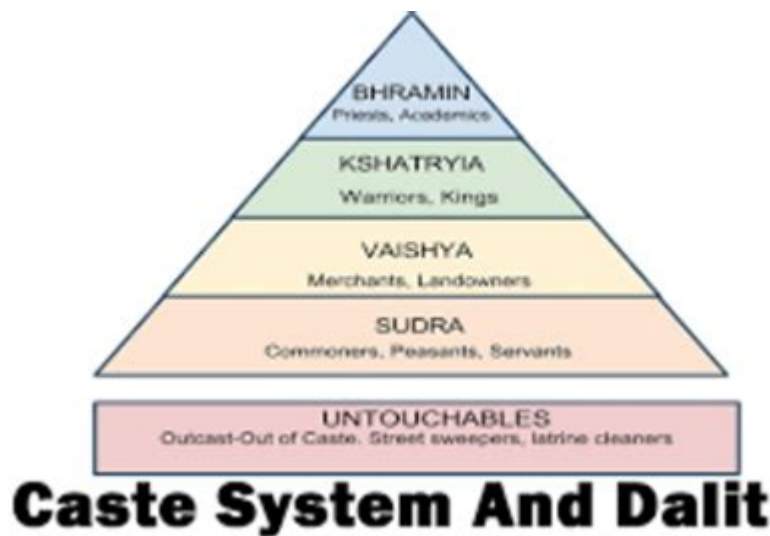 BHRAMIN
Priests, Academics
KSHATRYIA
Warriors, Kings
VAISHYA
Merchants, Landowners
SUDRA
Commoners, Peasants, Servants
UNTOUCHABLES
Outcast-Out of Caste. Street sweepers, latrine cleaners
Caste System And Dalit